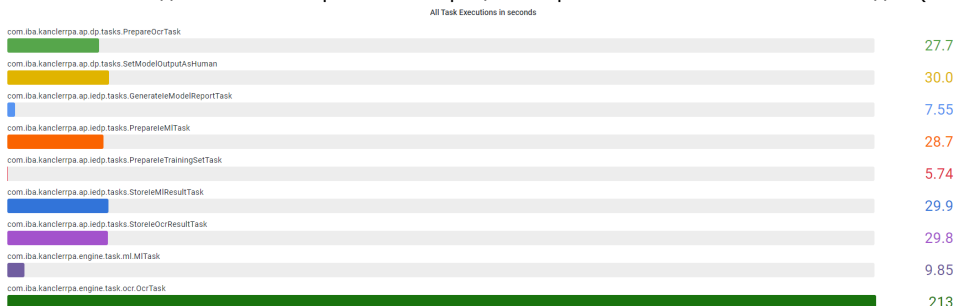 All Task Executions in seconds
com.iba.kanclerrpa.ap.dp.tasks.PrepareOcrTask
27.7
com.iba.kanclerrpa.ap.dp.tasks.SetModelOutputAsHuman
30.0
com.iba.kanclerrpa.ap.iedp.tasks.GenerateIeModelReportTask
7.55
com.iba.kanclerrpa.ap.iedp.tasks.PrepareIeMlTask
28.7
com.iba.kanclerrpa.ap.iedp.tasks.PrepareIeTrainingSetTask
5.74
com.iba.kanclerrpa.ap.iedp.tasks.StoreIeMlResultTask
29.9
com.iba.kanclerrpa.ap.iedp.tasks.StoreIeOcrResultTask
29.8
com.iba.kanclerrpa.engine.task.ml.MlTask
9.85
com.iba.kanclerrpa.engine.task.ocr.OcrTask
213